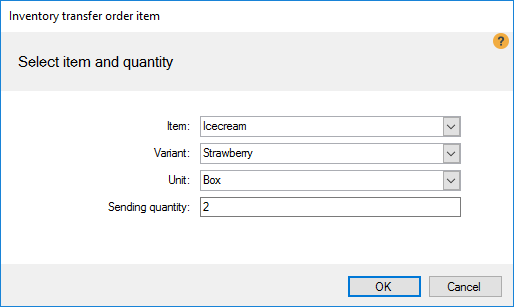 Inventory transfer order item
?
Select item and quantity
Item: Icecream
Variant: Strawberry
Unit: Box
Sending quantity: 2
OK Cancel